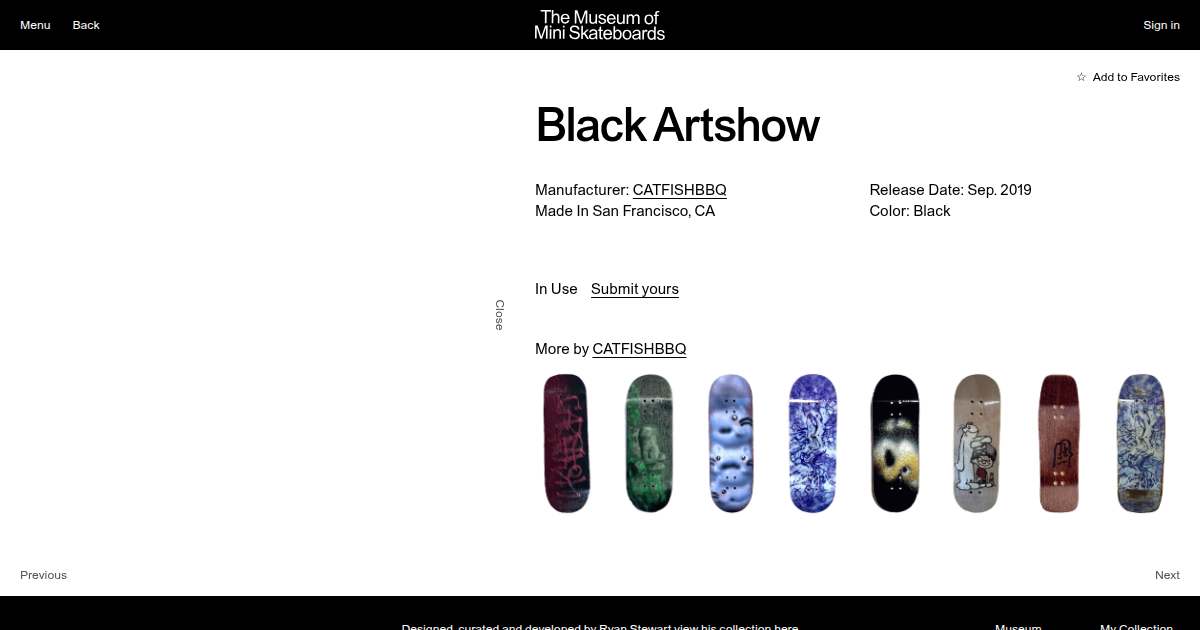 Menu
Back
The Museum of
Mini Skateboards
Sign in
☆ Add to Favorites
Black Artshow
Manufacturer: CATFISHBBQ
Made In San Francisco, CA
Release Date: Sep. 2019
Color: Black
In Use Submit yours
Close
More by CATFISHBBQ
Previous
Next
Designed, curated and developed by Ryan Stewart view his collection here
Museum
My Collection